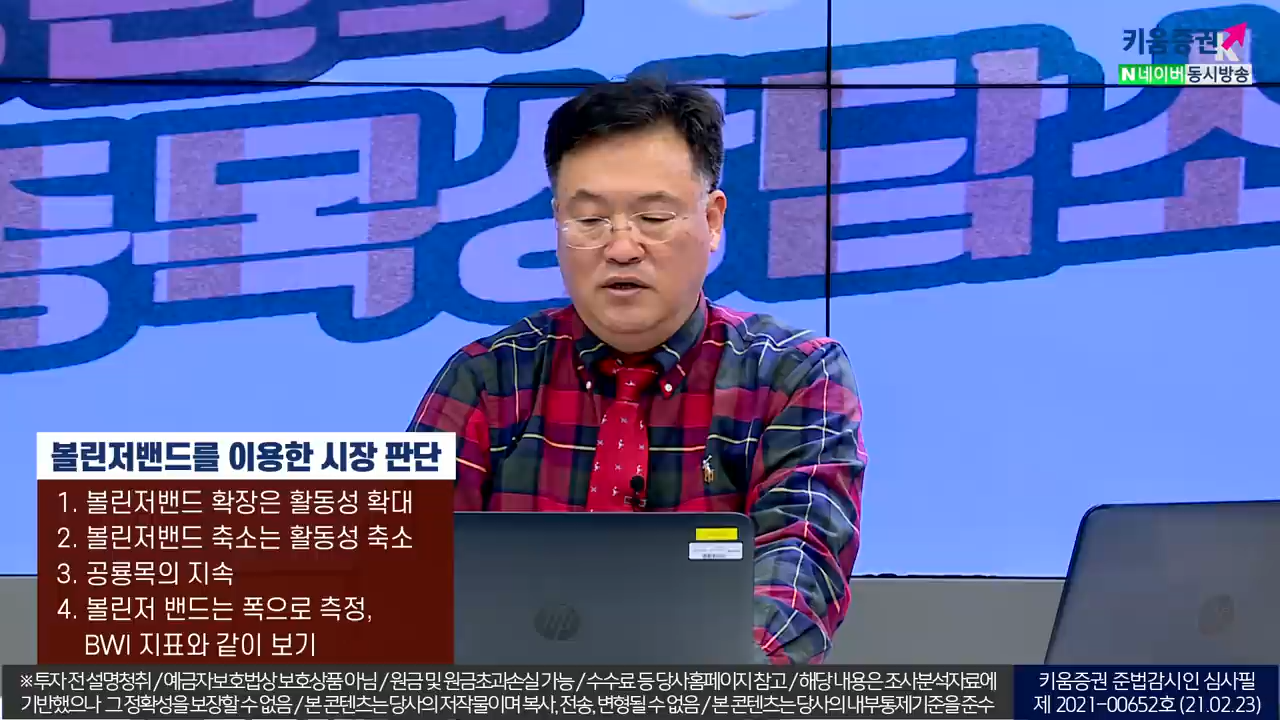 종목상담소
키움증권
N네이버동시방송
볼린저밴드를 이용한 시장 판단
1. 볼린저밴드 확장은 활동성 확대
2. 볼린저밴드 축소는 활동성 축소
3. 공룡목의 지속
4. 볼린저 밴드는 폭으로 측정,
BWI 지표와 같이 보기
hp
※ 투자 전 설명청취 / 예금자보호법상 보호상품 아님 / 원금 및 원금초과손실 가능 / 수수료 등 당사홈페이지 참고 / 해당 내용은 조사분석자료에
기반했으나 그 정확성을 보장할 수 없음 / 본 콘텐츠는 당사의 저작물이며 복사, 전송, 변형될 수 없음 / 본 콘텐츠는 당사의 내부통제기준을 준수
키움증권 준법감시인 심사필
제 2021-00652호 (21.02.23)